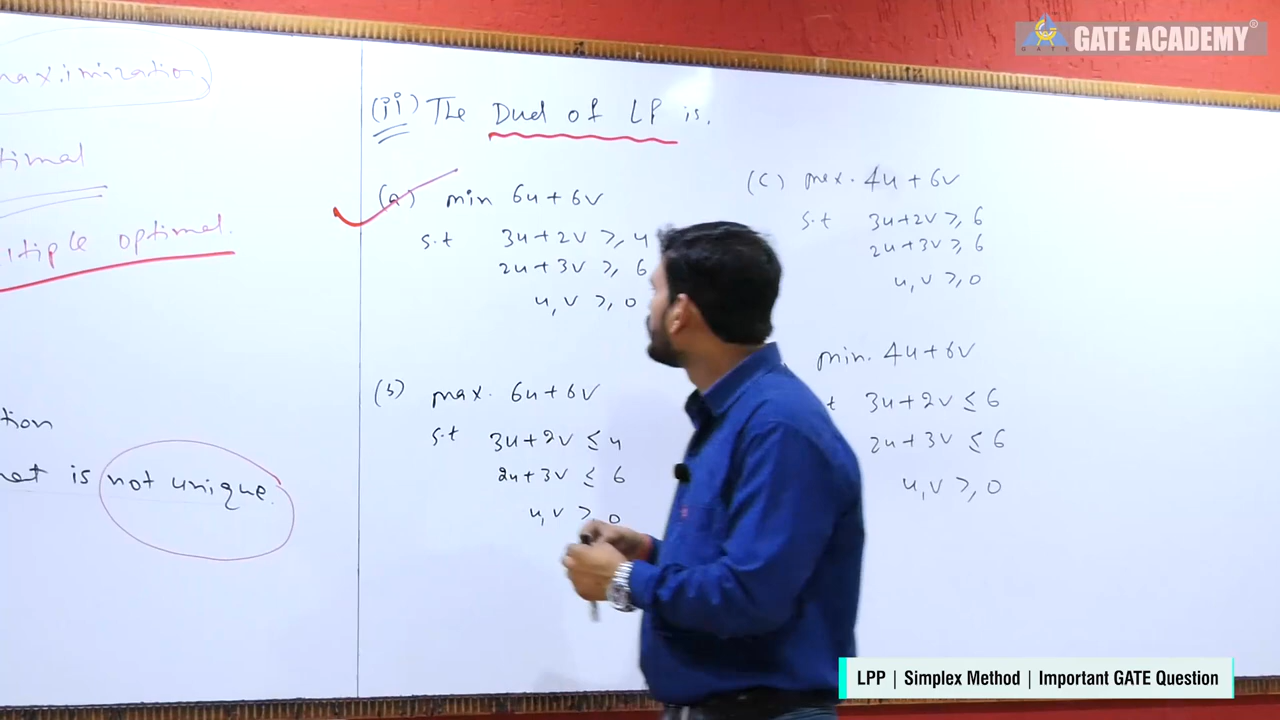 GATE ACADEMY®
GATE
maximization
timal
ltiple optimal.
tion
is not unique.
(ii) The Dual of LP is.
(a) min 6u + 6v
s.t 3u + 2v ≥ 4
2u + 3v ≥ 6
u, v ≥ 0
(b) max. 6u + 6v
s.t 3u + 2v ≤ 4
2u + 3v ≤ 6
u, v ≥ 0
(c) max. 4u + 6v
s.t 3u + 2v ≥ 6
2u + 3v ≥ 6
u, v ≥ 0
min. 4u + 6v
t 3u + 2v ≤ 6
2u + 3v ≤ 6
u, v ≥ 0
LPP | Simplex Method | Important GATE Question